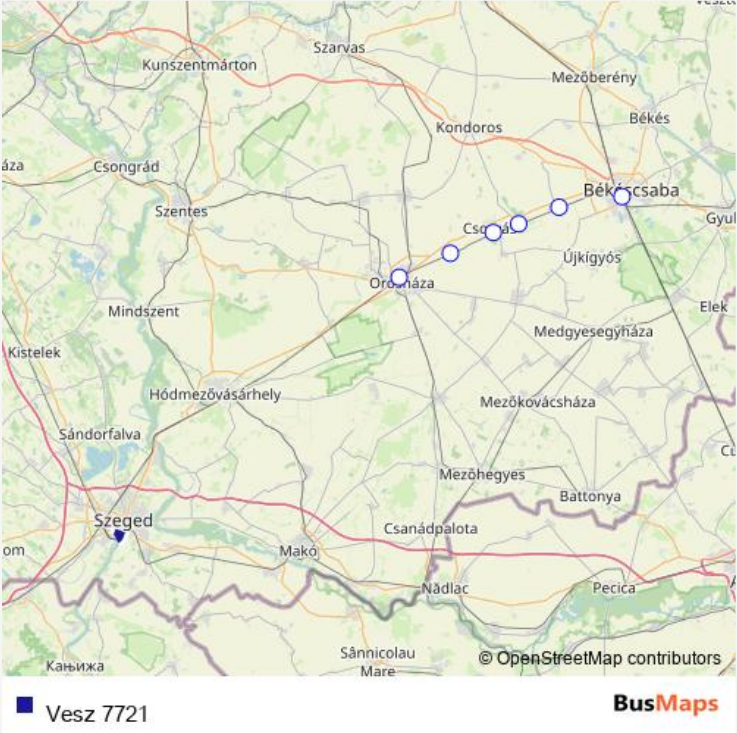 Szarvas
Kunszentmárton
Mezőberény
Békés
Kondoros
Csongrád
Békéscsaba
Szentes
Újkígyós
Orosháza
Mindszent
Elek
Medgyesegyháza
Kistelek
Hódmezővásárhely
Mezőkovácsháza
Sándorfalva
Mezőhegyes
Battonya
Szeged
Csanádpalota
Makó
Nădlac
Pecica
Sânnicolau
Mare
Кањижа
© OpenStreetMap contributors
BusMaps
Vesz 7721